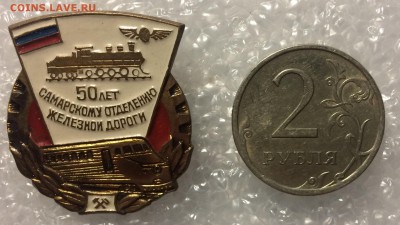 COINS.LAVE.RU
50 ЛЕТ
САМАРСКОМУ ОТДЕЛЕНИЮ
ЖЕЛЕЗНОЙ ДОРОГИ
2
РУБЛЯ